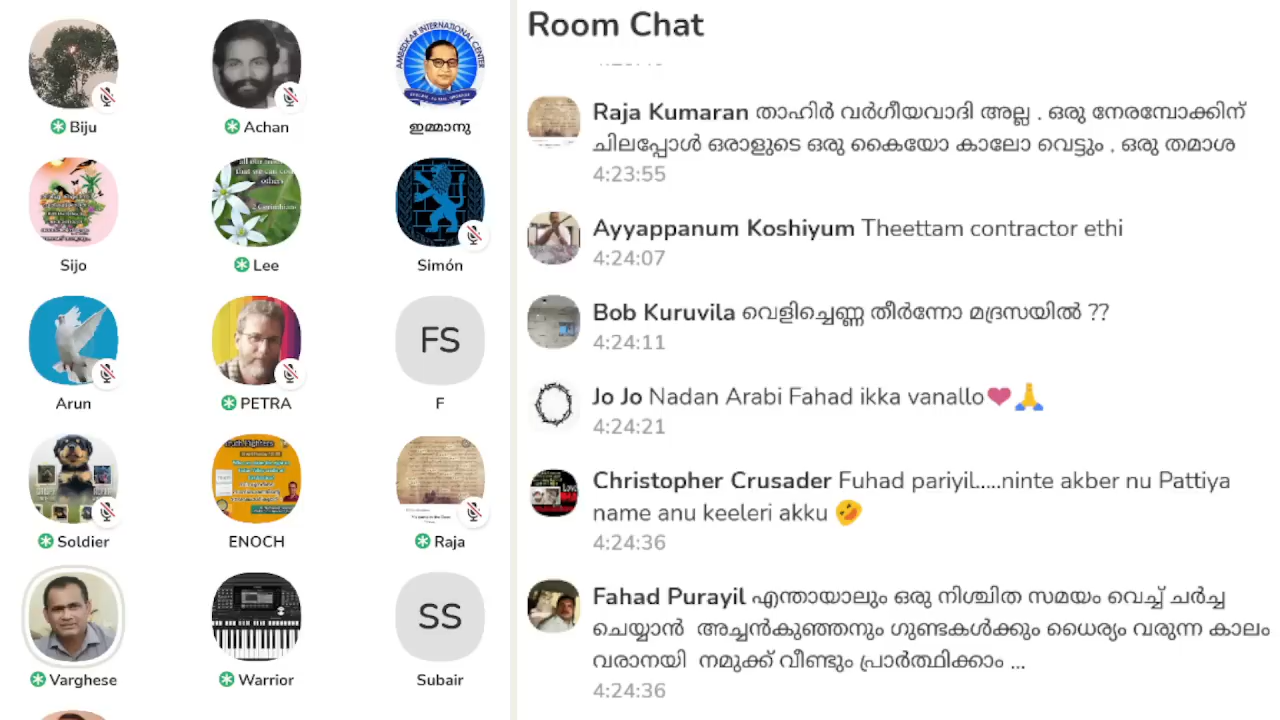 Room Chat
Biju
Achan
ഇമ്മാനു
AMBEDKAR INTERNATIONAL CENTER
Sijo
Lee
Simón
Arun
PETRA
FS
F
Soldier
ENOCH
Raja
Varghese
Warrior
SS
Subair
Raja Kumaran താഹിർ വർഗീയവാദി അല്ല . ഒരു നേരമ്പോക്കിന്
ചിലപ്പോൾ ഒരാളുടെ ഒരു കൈയോ കാലോ വെട്ടും , ഒരു തമാശ
4:23:55
Ayyappanum Koshiyum Theettam contractor ethi
4:24:07
Bob Kuruvila വെളിച്ചെണ്ണ തീർന്നോ മദ്രസയിൽ ??
4:24:11
Jo Jo Nadan Arabi Fahad ikka vanallo❤🙏
4:24:21
Christopher Crusader Fuhad pariyil.....ninte akber nu Pattiya
name anu keeleri akku 🤣
4:24:36
Fahad Purayil എന്തായാലും ഒരു നിശ്ചിത സമയം വെച്ച് ചർച്ച
ചെയ്യാൻ അച്ചൻകുഞ്ഞനും ഗുണ്ടകൾക്കും ധൈര്യം വരുന്ന കാലം
വരാനയി നമുക്ക് വീണ്ടും പ്രാർത്ഥിക്കാം ...
4:24:36